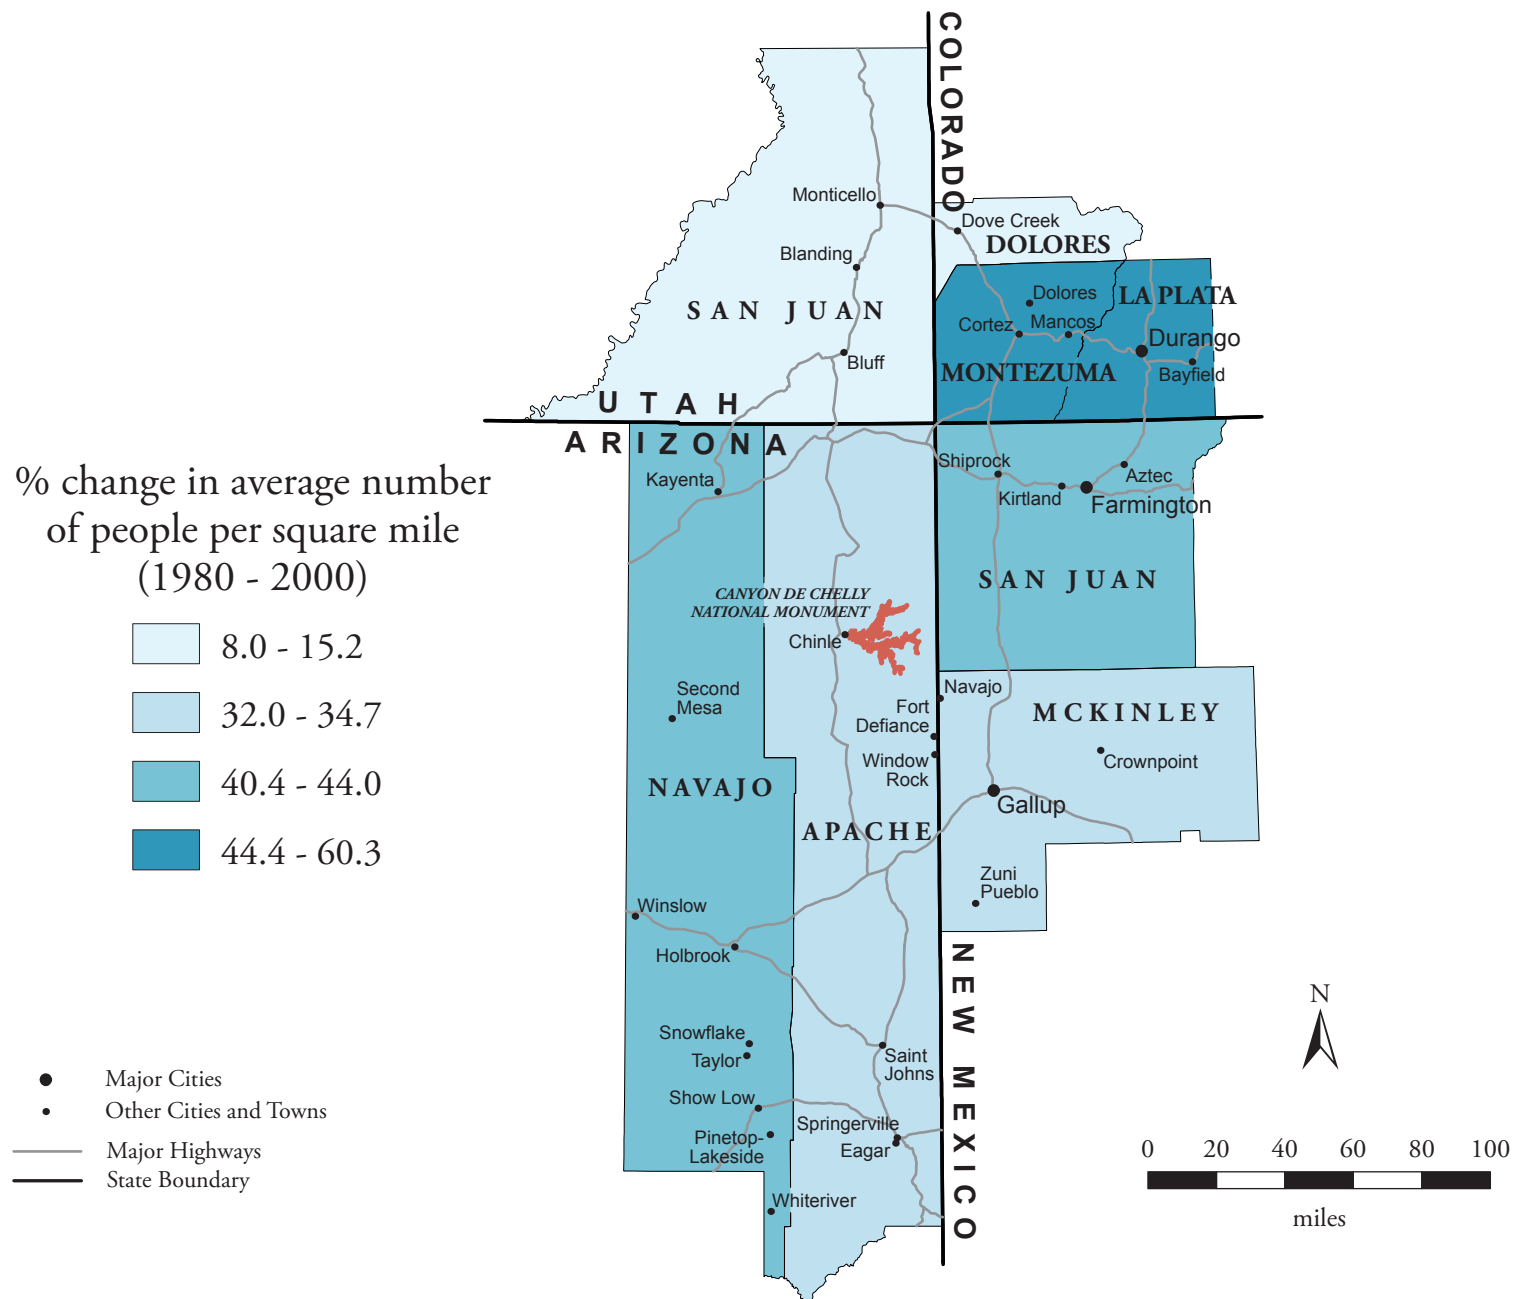 COLORADO
Monticello
Dove Creek
DOLORES
Blanding
Dolores
LA PLATA
SAN JUAN
Cortez
Mancos
Durango
Bluff
MONTEZUMA
Bayfield
UTAH
ARIZONA
% change in average number
of people per square mile
(1980 - 2000)
8.0 - 15.2
32.0 - 34.7
40.4 - 44.0
44.4 - 60.3
Kayenta
Shiprock
Aztec
Kirtland
Farmington
SAN JUAN
CANYON DE CHELLY
NATIONAL MONUMENT
Chinle
Second
Mesa
Navajo
Fort
Defiance
MCKINLEY
Window
Rock
Crownpoint
NAVAJO
Gallup
APACHE
Zuni
Pueblo
Winslow
Holbrook
NEW MEXICO
Snowflake
Taylor
Saint
Johns
Show Low
Springerville
Eagar
Pinetop-
Lakeside
Whiteriver
N
Major Cities
Other Cities and Towns
Major Highways
State Boundary
0 20 40 60 80 100
miles